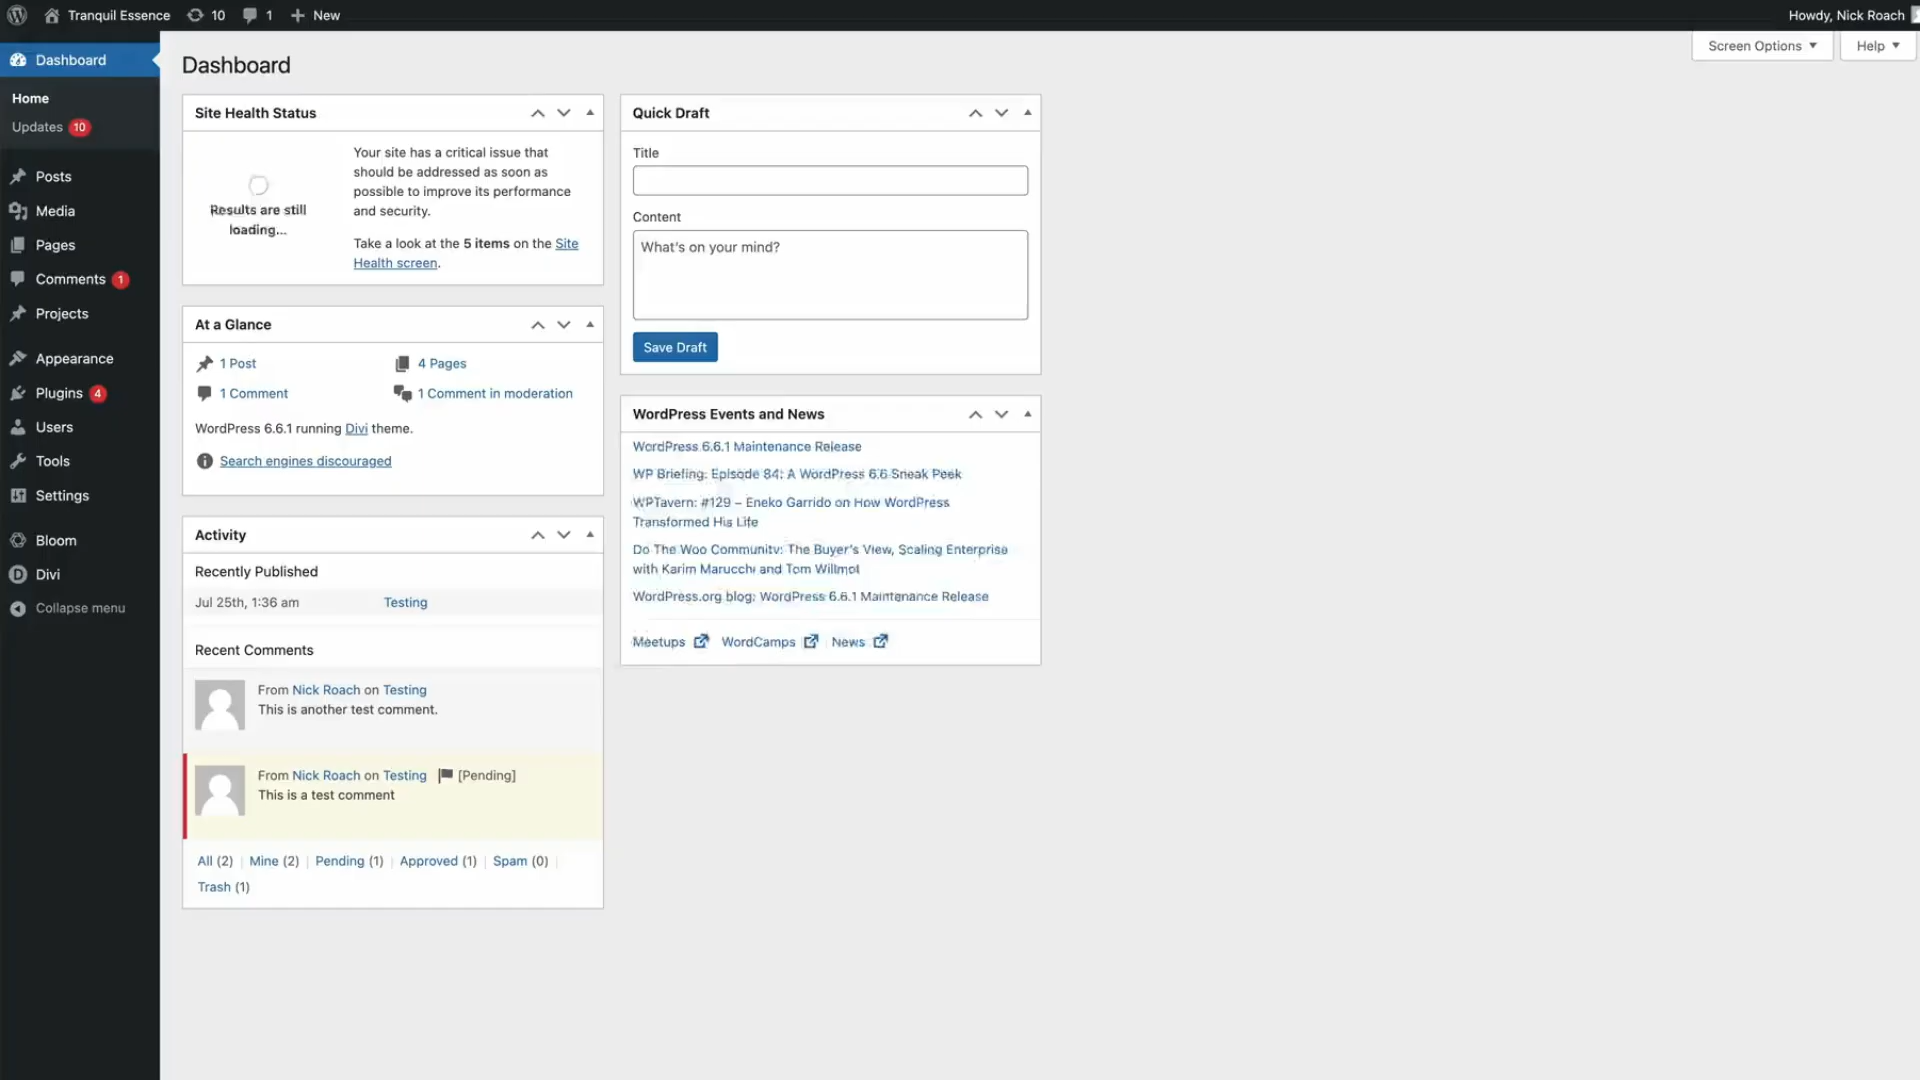 Tranquil Essence 10 1 New
Howdy, Nick Roach
Screen Options Help
Dashboard
Home
Updates 10
Posts
Media
Pages
Comments 1
Projects
Appearance
Plugins 4
Users
Tools
Settings
Bloom
Divi
Collapse menu
Dashboard
Site Health Status
Results are still
loading...
Your site has a critical issue that
should be addressed as soon as
possible to improve its performance
and security.
Take a look at the 5 items on the Site
Health screen.
At a Glance
1 Post 4 Pages
1 Comment 1 Comment in moderation
WordPress 6.6.1 running Divi theme.
Search engines discouraged
Activity
Recently Published
Jul 25th, 1:36 am Testing
Recent Comments
From Nick Roach on Testing
This is another test comment.
From Nick Roach on Testing [Pending]
This is a test comment
All (2) | Mine (2) | Pending (1) | Approved (1) | Spam (0) |
Trash (1)
Quick Draft
Title
Content
What's on your mind?
Save Draft
WordPress Events and News
WordPress 6.6.1 Maintenance Release
WP Briefing: Episode 84: A WordPress 6.6 Sneak Peek
WPTavern: #129 – Eneko Garrido on How WordPress
Transformed His Life
Do The Woo Community: The Buyer's View, Scaling Enterprise
with Karim Marucchi and Tom Willmot
WordPress.org blog: WordPress 6.6.1 Maintenance Release
Meetups WordCamps News